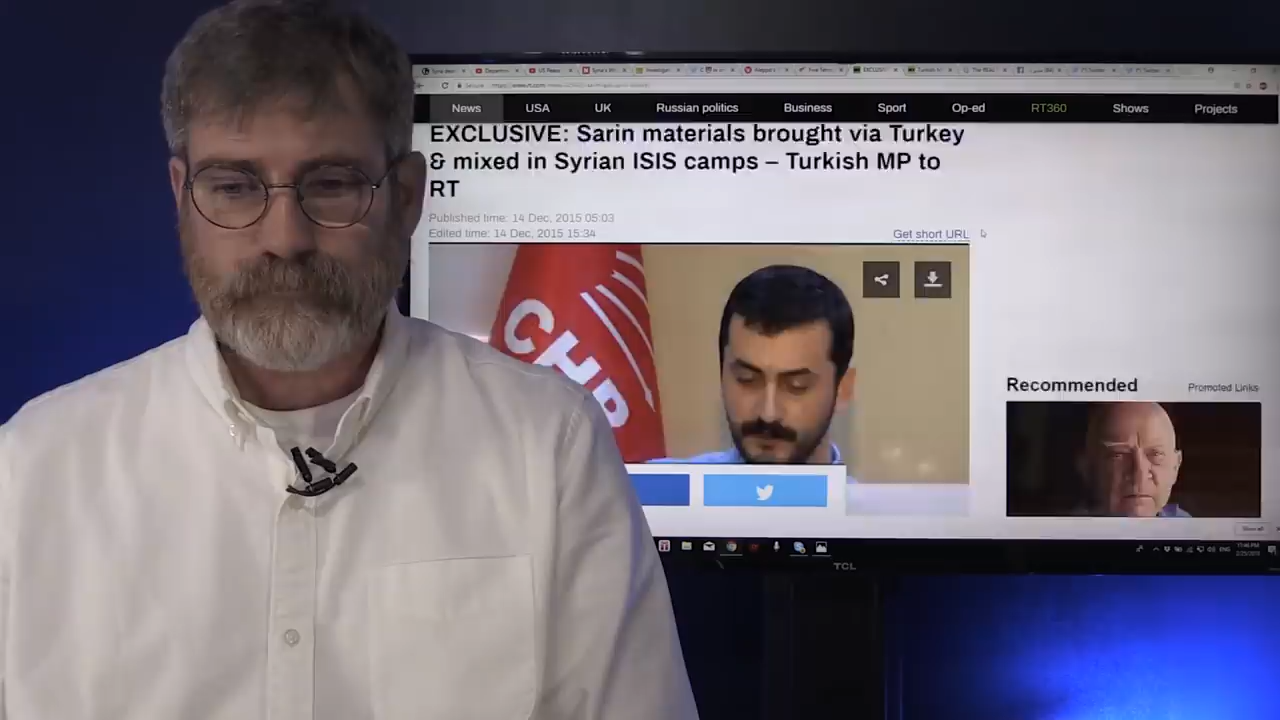 News USA UK Russian politics Business Sport Op-ed RT360 Shows Projects
EXCLUSIVE: Sarin materials brought via Turkey
& mixed in Syrian ISIS camps – Turkish MP to
RT
Published time: 14 Dec, 2015 05:03
Edited time: 14 Dec, 2015 15:34
Get short URL
CHP
Recommended
Promoted Links
ENG
TCL